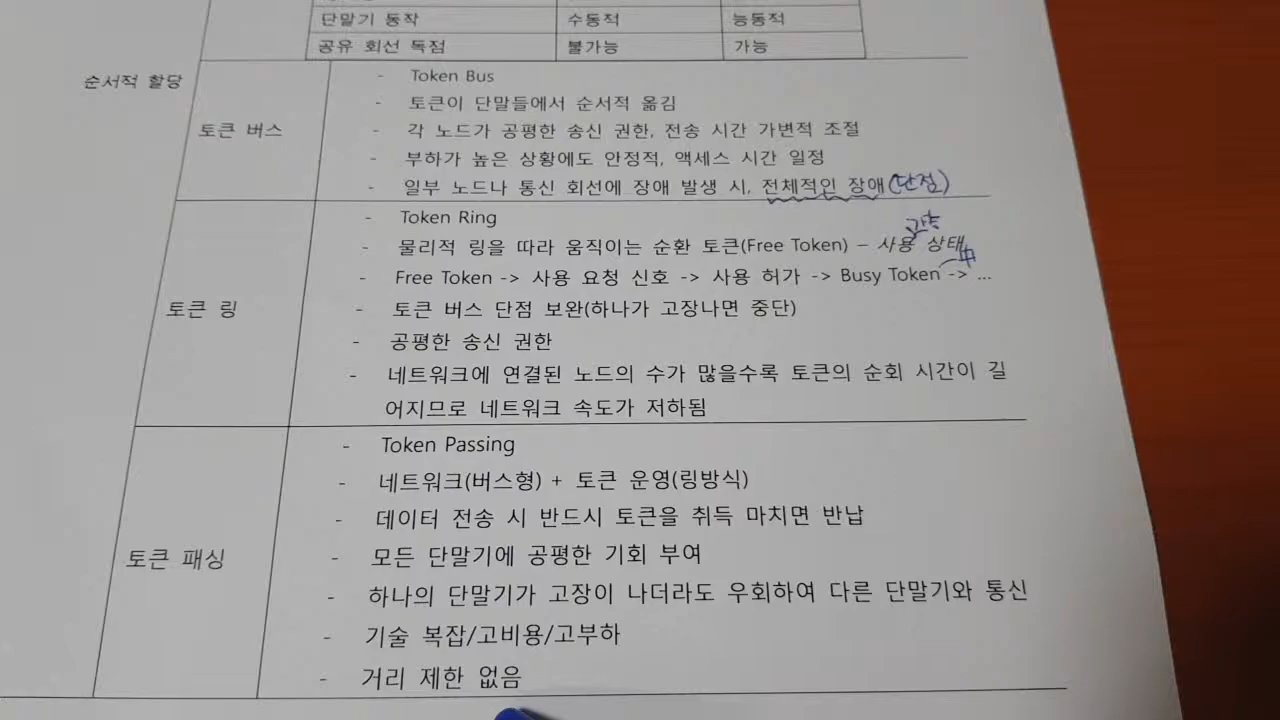 단말기 동작 수동적 능동적
공유 회선 독점 불가능 가능
순서적 할당
토큰 버스
- Token Bus
- 토큰이 단말들에서 순서적 옮김
- 각 노드가 공평한 송신 권한, 전송 시간 가변적 조절
- 부하가 높은 상황에도 안정적, 액세스 시간 일정
- 일부 노드나 통신 회선에 장애 발생 시, 전체적인 장애(단점)
토큰 링
- Token Ring
가능
- 물리적 링을 따라 움직이는 순환 토큰(Free Token) – 사용 상태
中
- Free Token -> 사용 요청 신호 -> 사용 허가 -> Busy Token -> ...
- 토큰 버스 단점 보완(하나가 고장나면 중단)
- 공평한 송신 권한
- 네트워크에 연결된 노드의 수가 많을수록 토큰의 순회 시간이 길
어지므로 네트워크 속도가 저하됨
토큰 패싱
- Token Passing
- 네트워크(버스형) + 토큰 운영(링방식)
- 데이터 전송 시 반드시 토큰을 취득 마치면 반납
- 모든 단말기에 공평한 기회 부여
- 하나의 단말기가 고장이 나더라도 우회하여 다른 단말기와 통신
- 기술 복잡/고비용/고부하
- 거리 제한 없음